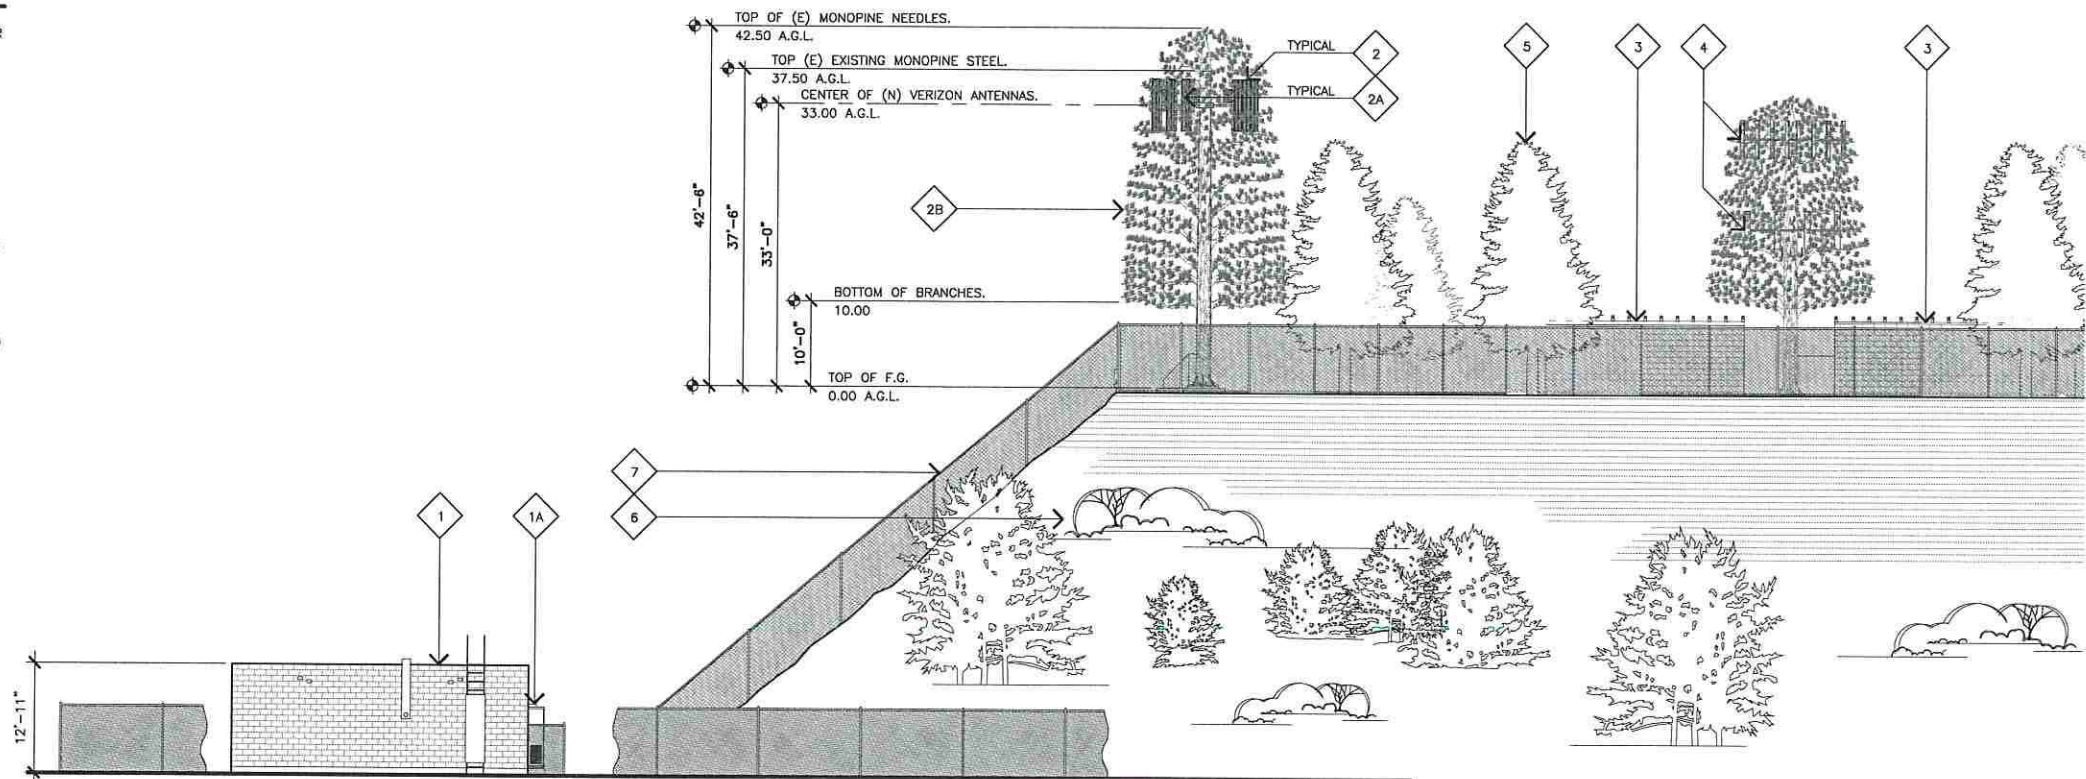 TOP OF (E) MONOPINE NEEDLES.
42.50 A.G.L.
TOP (E) EXISTING MONOPINE STEEL.
37.50 A.G.L.
CENTER OF (N) VERIZON ANTENNAS.
33.00 A.G.L.
TYPICAL
2
TYPICAL
2A
5
3
4
3
2B
42'-6"
37'-6"
33'-0"
10'-0"
BOTTOM OF BRANCHES.
10.00
TOP OF F.G.
0.00 A.G.L.
7
6
1
1A
12'-11"